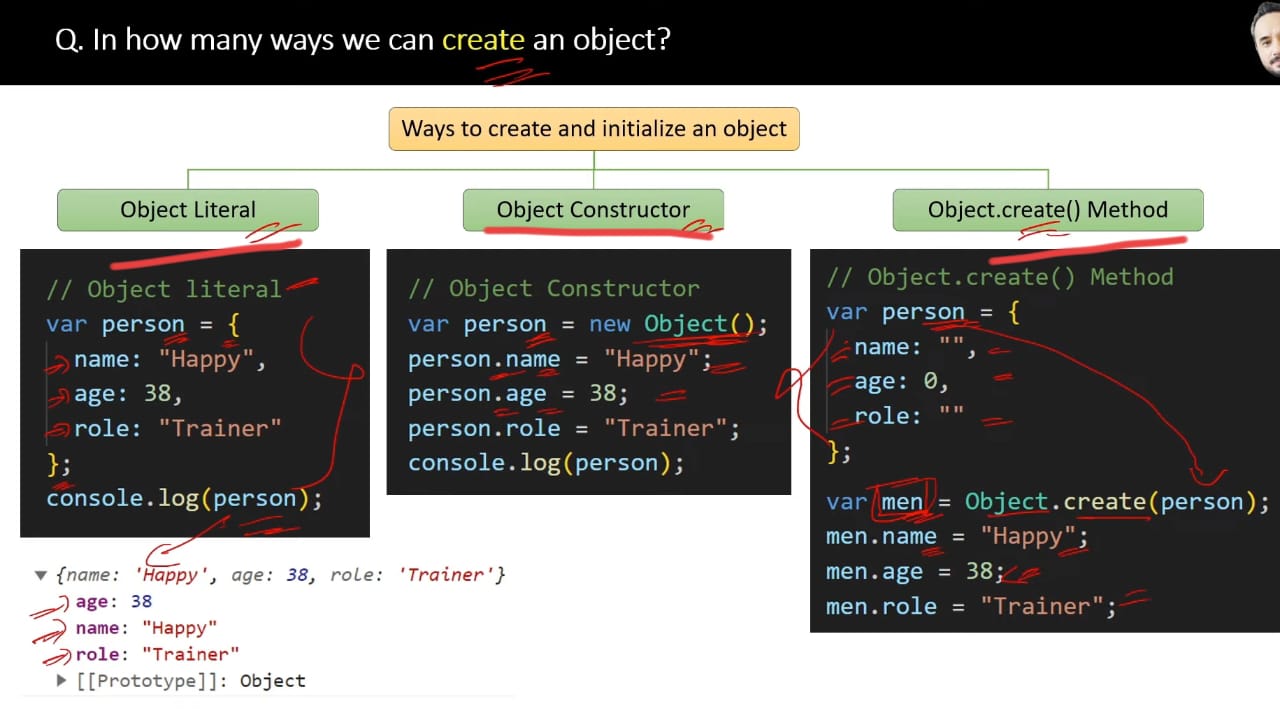 Q. In how many ways we can create an object?
Ways to create and initialize an object
Object Literal
Object Constructor
Object.create() Method
// Object literal
var person = {
name: "Happy",
age: 38,
role: "Trainer"
};
console.log(person);
{name: 'Happy', age: 38, role: 'Trainer'}
age: 38
name: "Happy"
role: "Trainer"
[[Prototype]]: Object
// Object Constructor
var person = new Object();
person.name = "Happy";
person.age = 38;
person.role = "Trainer";
console.log(person);
// Object.create() Method
var person = {
name: "",
age: 0,
role: ""
};
var men = Object.create(person);
men.name = "Happy";
men.age = 38;
men.role = "Trainer";